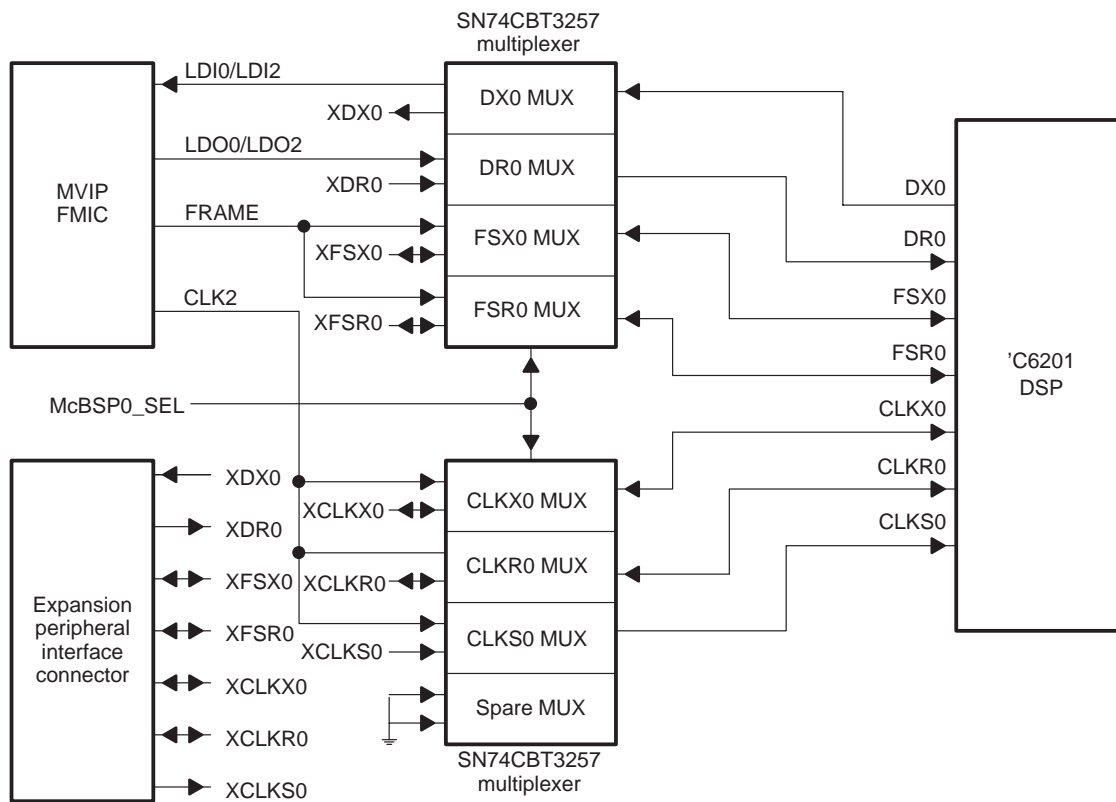 SN74CBT3257
multiplexer
MVIP
FMIC
LDI0/LDI2
XDX0
LDO0/LDO2
XDR0
FRAME
XFSX0
CLK2
XFSR0
DX0 MUX
DR0 MUX
FSX0 MUX
FSR0 MUX
DX0
DR0
FSX0
FSR0
CLKX0
CLKR0
CLKS0
'C6201
DSP
McBSP0_SEL
Expansion
peripheral
interface
connector
XDX0
XDR0
XFSX0
XFSR0
XCLKX0
XCLKR0
XCLKS0
XCLKX0
XCLKR0
XCLKS0
CLKX0 MUX
CLKR0 MUX
CLKS0 MUX
Spare MUX
SN74CBT3257
multiplexer